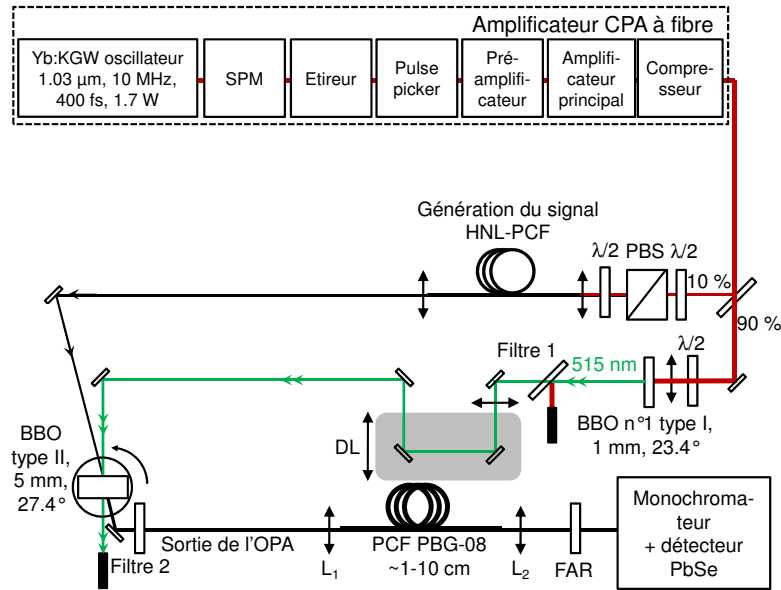 Amplificateur CPA à fibre
Yb:KGW oscillateur
1.03 µm, 10 MHz,
400 fs, 1.7 W
SPM
Etireur
Pulse
picker
Pré-
amplifi-
cateur
Amplifi-
cateur
principal
Compre-
sseur
Génération du signal
HNL-PCF
λ/2
PBS
λ/2
10 %
90 %
λ/2
Filtre 1
515 nm
BBO n°1 type I,
1 mm, 23.4°
DL
BBO
type II,
5 mm,
27.4°
Filtre 2
Sortie de l'OPA
L₁
PCF PBG-08
~1-10 cm
L₂
FAR
Monochroma-
teur
+ détecteur
PbSe